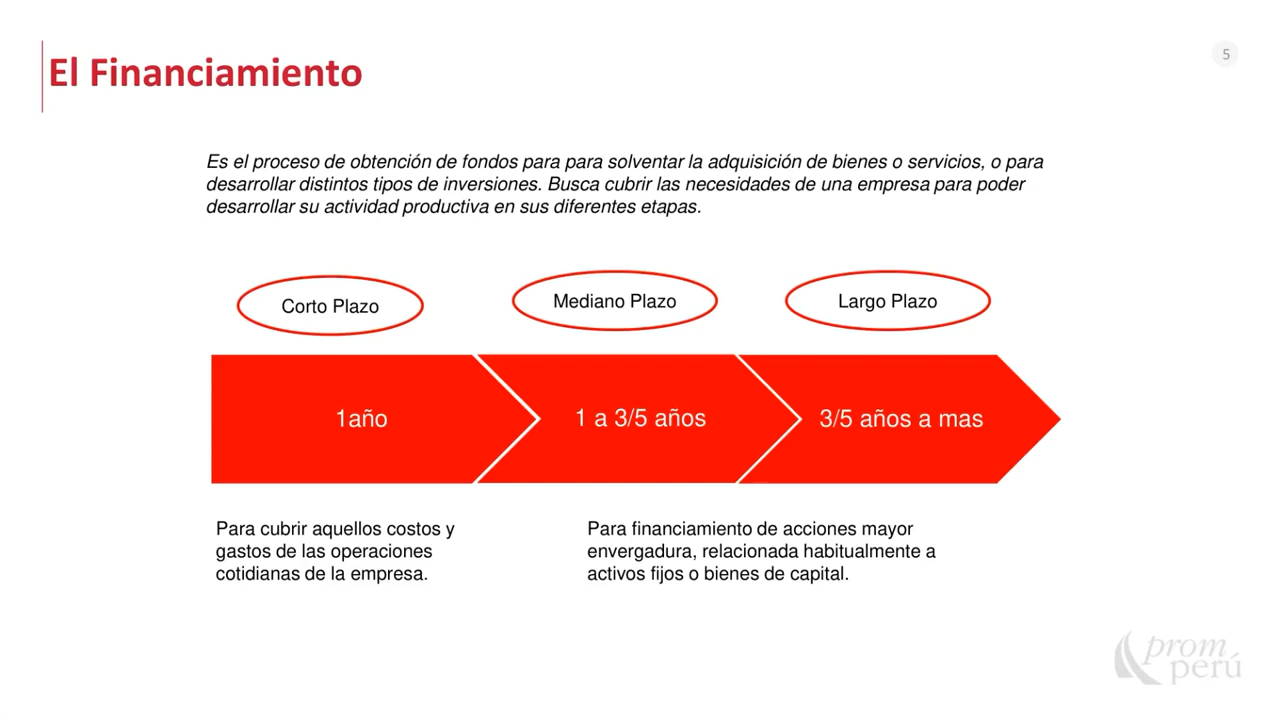 El Financiamiento
5
Es el proceso de obtención de fondos para para solventar la adquisición de bienes o servicios, o para
desarrollar distintos tipos de inversiones. Busca cubrir las necesidades de una empresa para poder
desarrollar su actividad productiva en sus diferentes etapas.
Corto Plazo
Mediano Plazo
Largo Plazo
1año
1 a 3/5 años
3/5 años a mas
Para cubrir aquellos costos y
gastos de las operaciones
cotidianas de la empresa.
Para financiamiento de acciones mayor
envergadura, relacionada habitualmente a
activos fijos o bienes de capital.
prom
perú